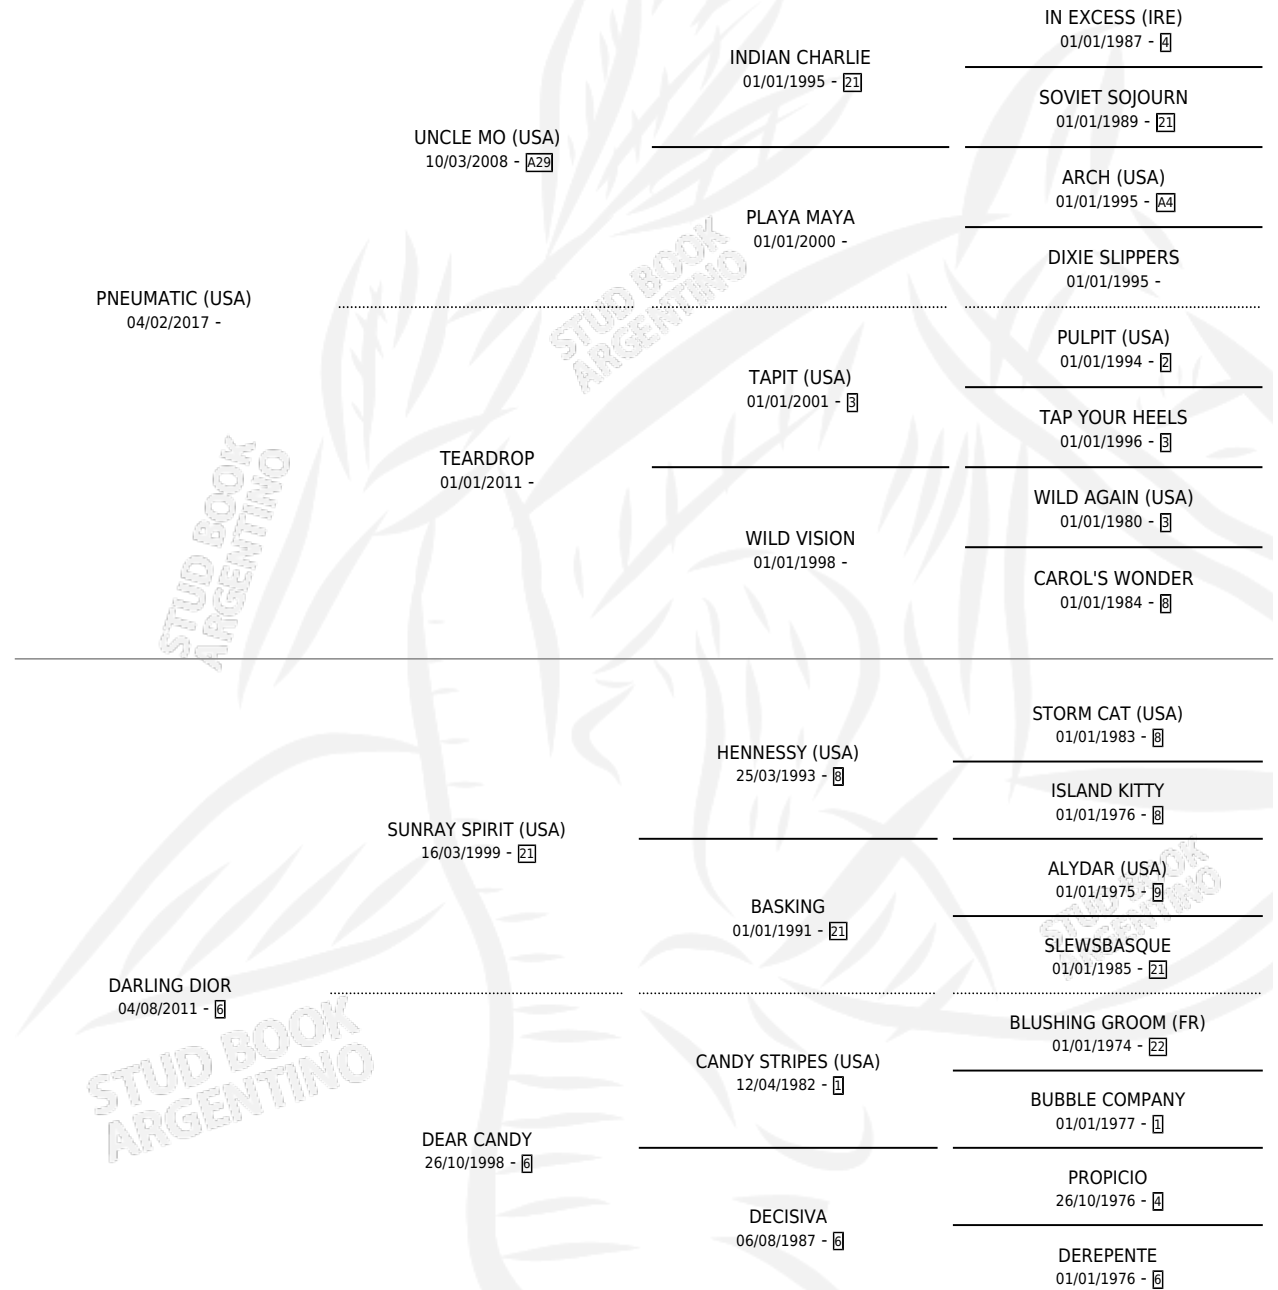 IN EXCESS (IRE)
01/01/1987 - 4
INDIAN CHARLIE
01/01/1995 - 21
SOVIET SOJOURN
01/01/1989 - 21
UNCLE MO (USA)
10/03/2008 - A29
ARCH (USA)
01/01/1995 - A4
PLAYA MAYA
01/01/2000 -
DIXIE SLIPPERS
01/01/1995 -
PNEUMATIC (USA)
04/02/2017 -
PULPIT (USA)
01/01/1994 - 2
TAPIT (USA)
01/01/2001 - 3
TAP YOUR HEELS
01/01/1996 - 3
TEARDROP
01/01/2011 -
WILD AGAIN (USA)
01/01/1980 - 3
WILD VISION
01/01/1998 -
CAROL'S WONDER
01/01/1984 - 8
STORM CAT (USA)
01/01/1983 - 8
HENNESSY (USA)
25/03/1993 - 8
ISLAND KITTY
01/01/1976 - 8
SUNRAY SPIRIT (USA)
16/03/1999 - 21
ALYDAR (USA)
01/01/1975 - 9
BASKING
01/01/1991 - 21
SLEWSBASQUE
01/01/1985 - 21
DARLING DIOR
04/08/2011 - 6
BLUSHING GROOM (FR)
01/01/1974 - 22
CANDY STRIPES (USA)
12/04/1982 - 1
BUBBLE COMPANY
01/01/1977 - 1
DEAR CANDY
26/10/1998 - 6
PROPICIO
26/10/1976 - 4
DECISIVA
06/08/1987 - 6
DEREPENTE
01/01/1976 - 6
STUD BOOK
ARGENTINO
STUD BOOK
ARGENTINO
STUD BOOK
ARGENTINO
STUD BOOK
ARGENTINO